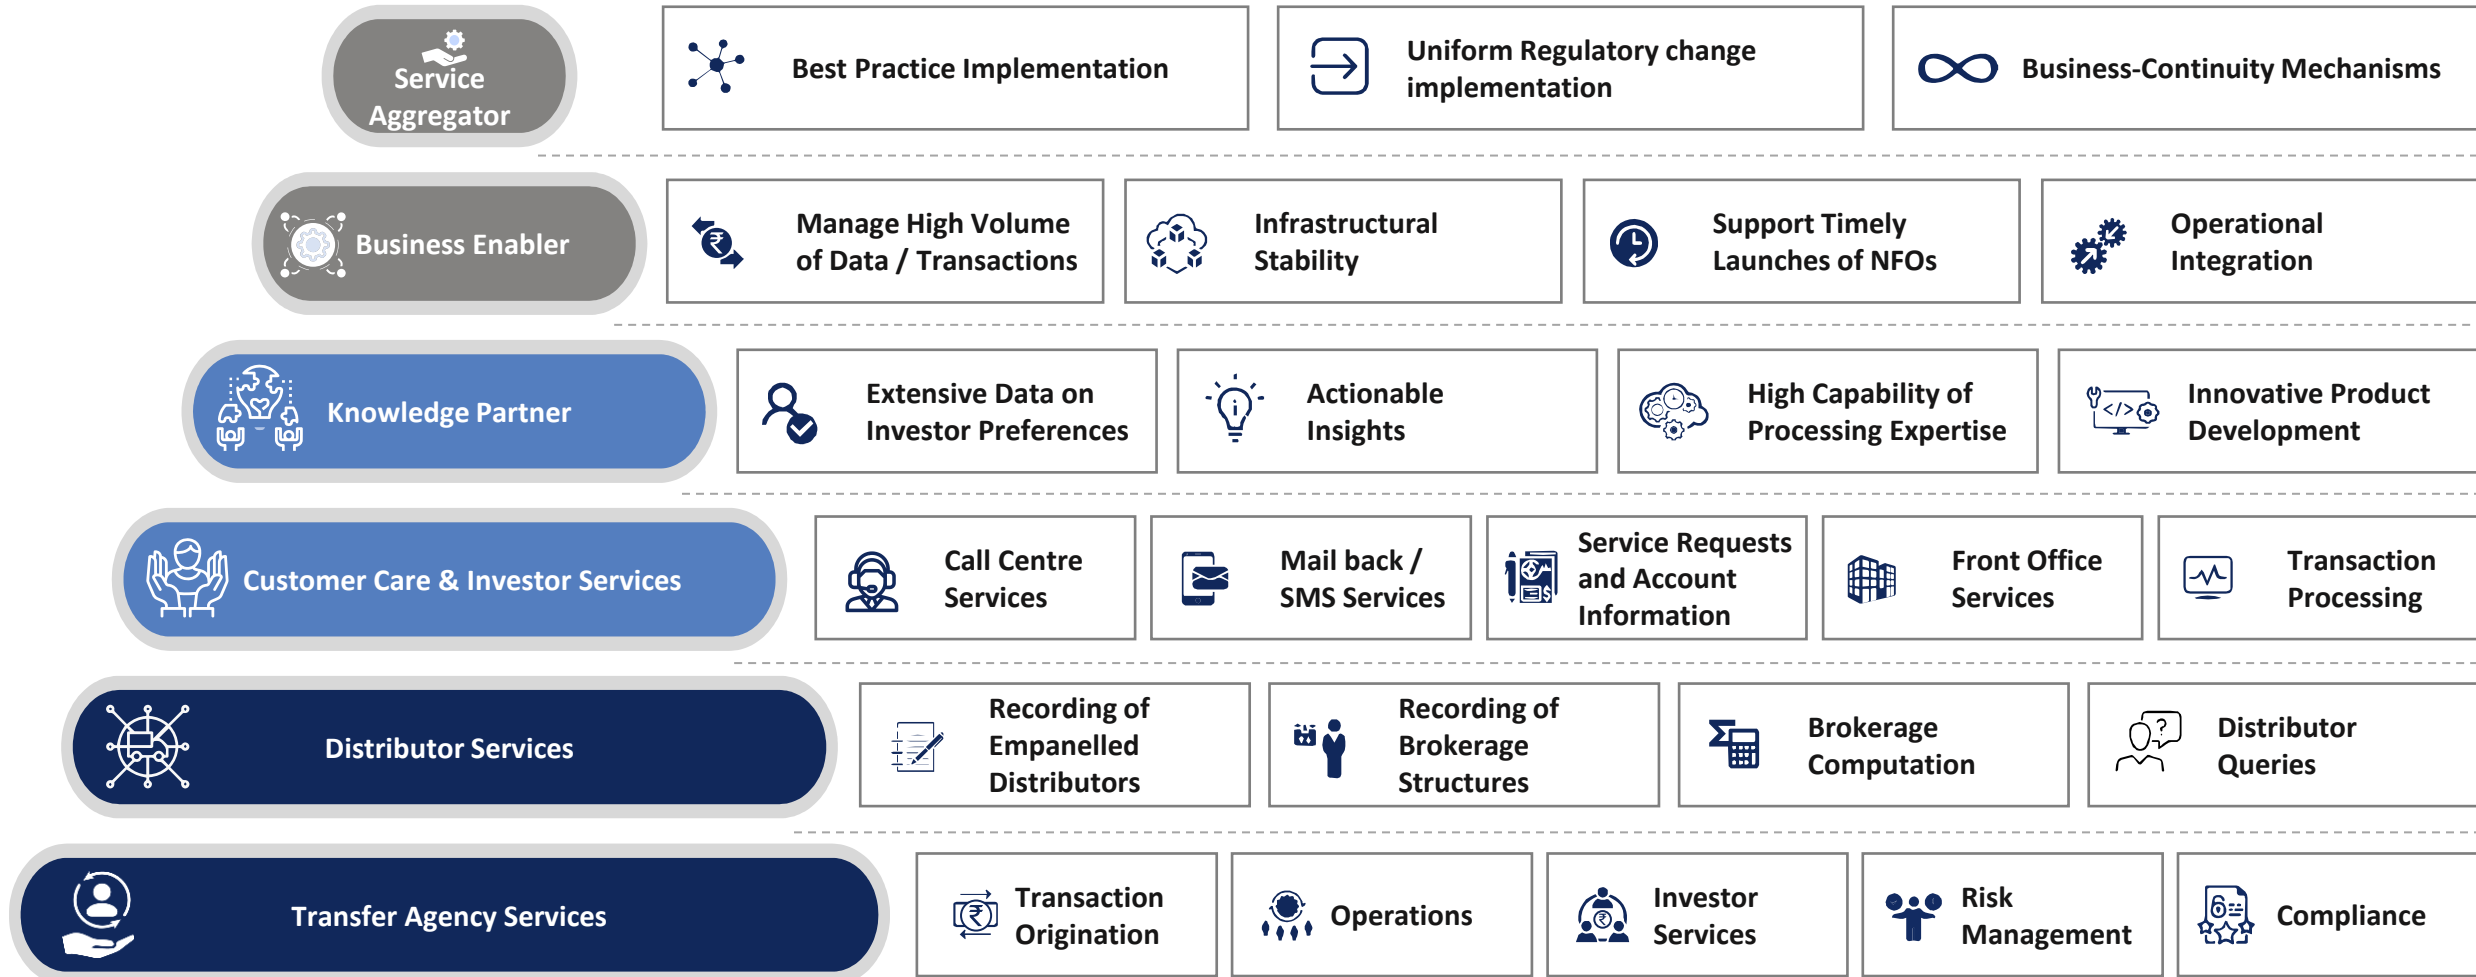 Service
Aggregator
Best Practice Implementation
Uniform Regulatory change
implementation
Business-Continuity Mechanisms
Business Enabler
Manage High Volume
of Data / Transactions
Infrastructural
Stability
Support Timely
Launches of NFOs
Operational
Integration
Knowledge Partner
Extensive Data on
Investor Preferences
Actionable
Insights
High Capability of
Processing Expertise
Innovative Product
Development
Customer Care & Investor Services
Call Centre
Services
Mail back /
SMS Services
Service Requests
and Account
Information
Front Office
Services
Transaction
Processing
Distributor Services
Recording of
Empanelled
Distributors
Recording of
Brokerage
Structures
Brokerage
Computation
Distributor
Queries
Transfer Agency Services
Transaction
Origination
Operations
Investor
Services
Risk
Management
Compliance